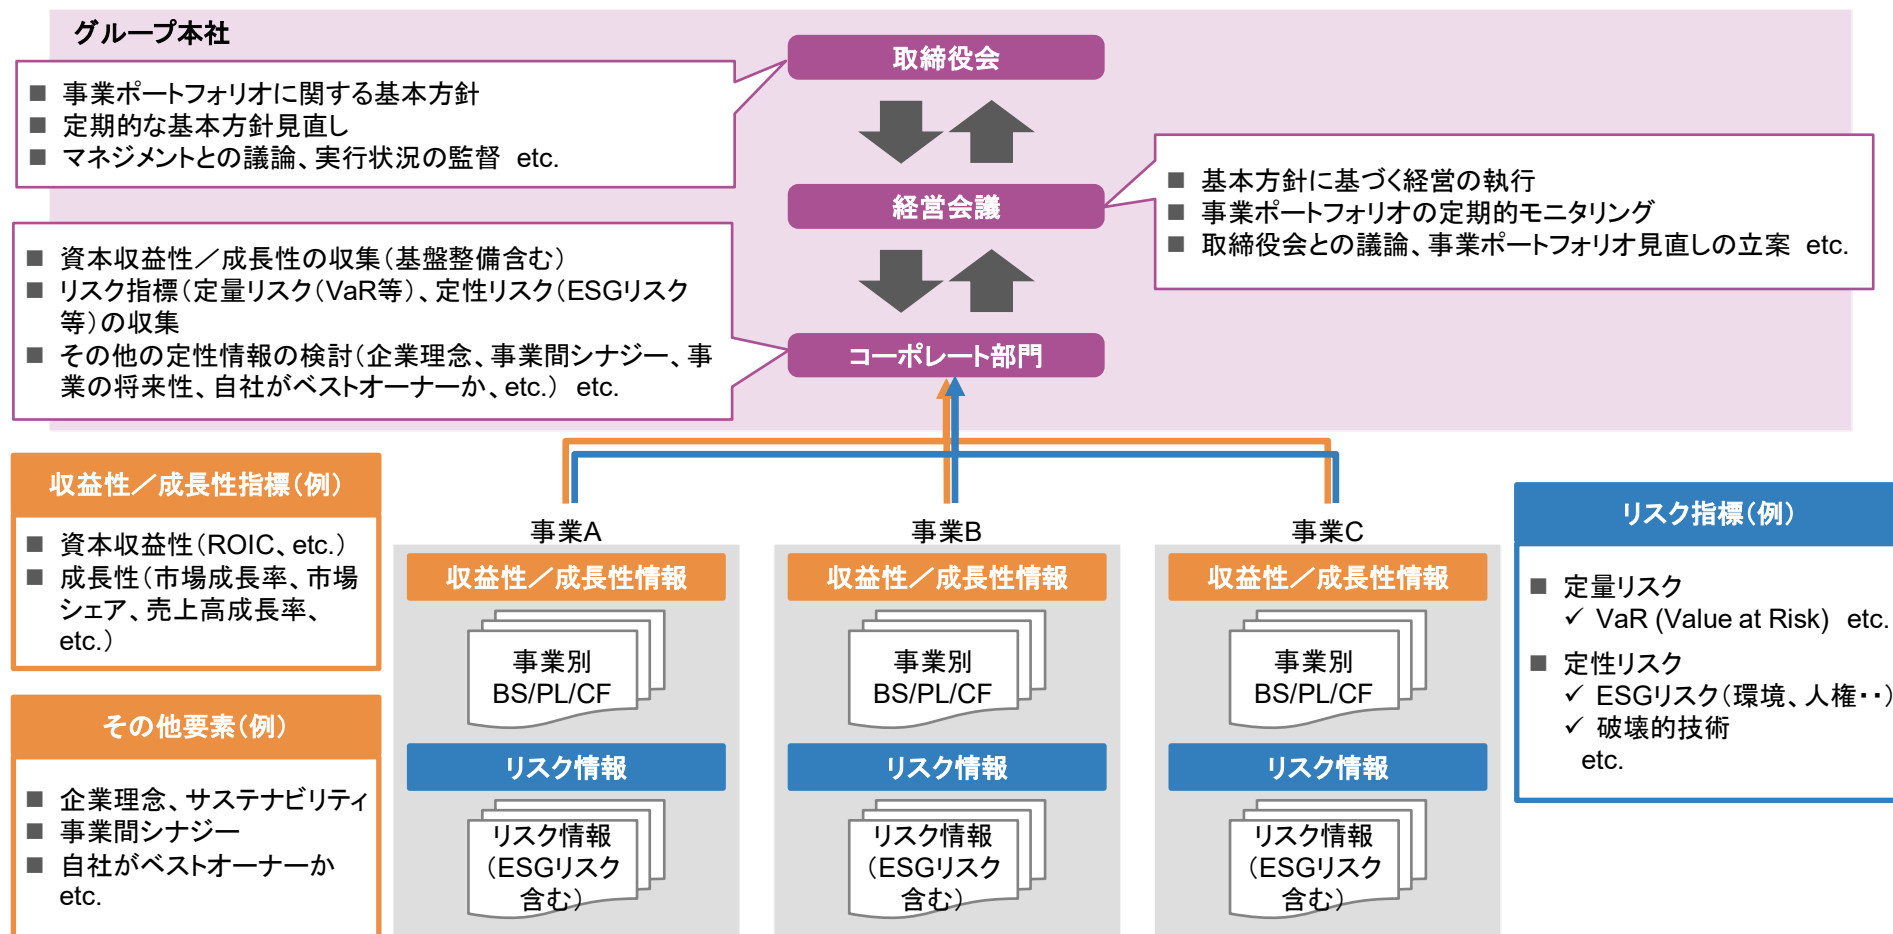 グループ本社
取締役会
■ 事業ポートフォリオに関する基本方針
■ 定期的な基本方針見直し
■ マネジメントとの議論、実行状況の監督 etc.
経営会議
■ 基本方針に基づく経営の執行
■ 事業ポートフォリオの定期的モニタリング
■ 取締役会との議論、事業ポートフォリオ見直しの立案 etc.
■ 資本収益性／成長性の収集（基盤整備含む）
■ リスク指標（定量リスク（VaR等）、定性リスク（ESGリスク
等）の収集
■ その他の定性情報の検討（企業理念、事業間シナジー、事
業の将来性、自社がベストオーナーか、etc.） etc.
コーポレート部門
収益性／成長性指標（例）
■ 資本収益性（ROIC、etc.）
■ 成長性（市場成長率、市場
シェア、売上高成長率、
etc.）
その他要素（例）
■ 企業理念、サステナビリティ
■ 事業間シナジー
■ 自社がベストオーナーか
etc.
事業A
収益性／成長性情報
事業別
BS/PL/CF
リスク情報
リスク情報
（ESGリスク
含む）
事業B
収益性／成長性情報
事業別
BS/PL/CF
リスク情報
リスク情報
（ESGリスク
含む）
事業C
収益性／成長性情報
事業別
BS/PL/CF
リスク情報
リスク情報
（ESGリスク
含む）
リスク指標（例）
■ 定量リスク
✓ VaR (Value at Risk) etc.
■ 定性リスク
✓ ESGリスク（環境、人権・・）
✓ 破壊的技術
etc.